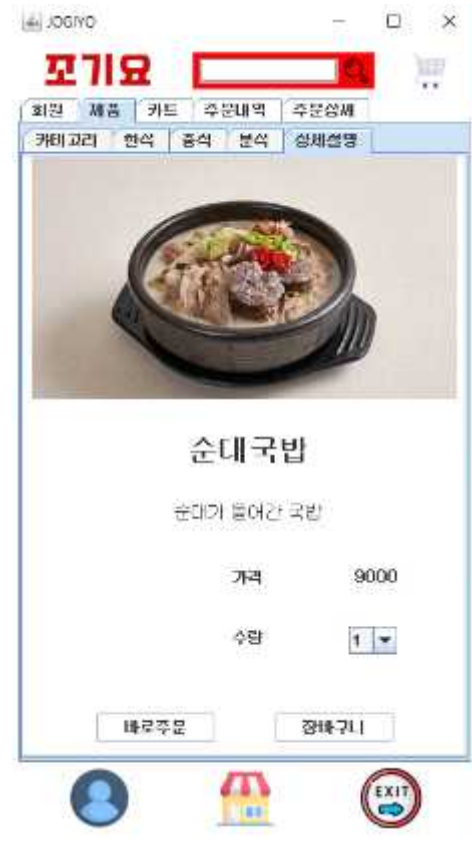 JOGIYO
쪼기요
회원 제품 카트 주문내역 주문상세
카테고리 한식 중식 분식 상세설명
순대국밥
순대가 들어간 국밥
가격 9000
수량 1
바로주문 장바구니
EXIT